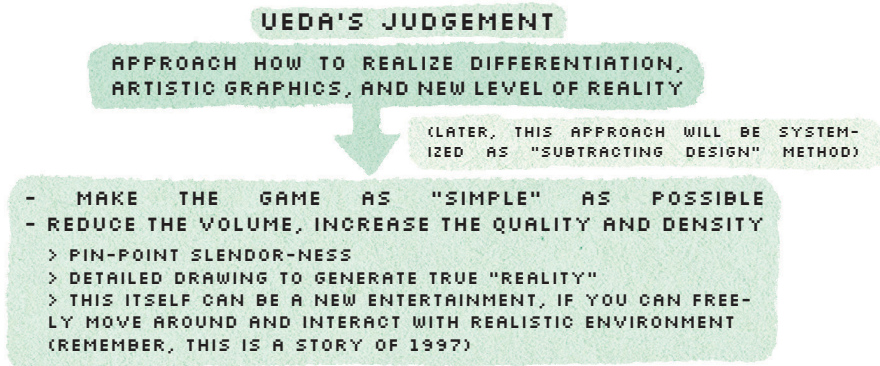 UEDA'S JUDGEMENT
APPROACH HOW TO REALIZE DIFFERENTIATION,
ARTISTIC GRAPHICS, AND NEW LEVEL OF REALITY
(LATER, THIS APPROACH WILL BE SYSTEM-
IZED AS "SUBTRACTING DESIGN" METHOD)
- MAKE THE GAME AS "SIMPLE" AS POSSIBLE
- REDUCE THE VOLUME, INCREASE THE QUALITY AND DENSITY
> PIN-POINT SLENDOR-NESS
> DETAILED DRAWING TO GENERATE TRUE "REALITY"
> THIS ITSELF CAN BE A NEW ENTERTAINMENT, IF YOU CAN FREE-
LY MOVE AROUND AND INTERACT WITH REALISTIC ENVIRONMENT
(REMEMBER, THIS IS A STORY OF 1997)